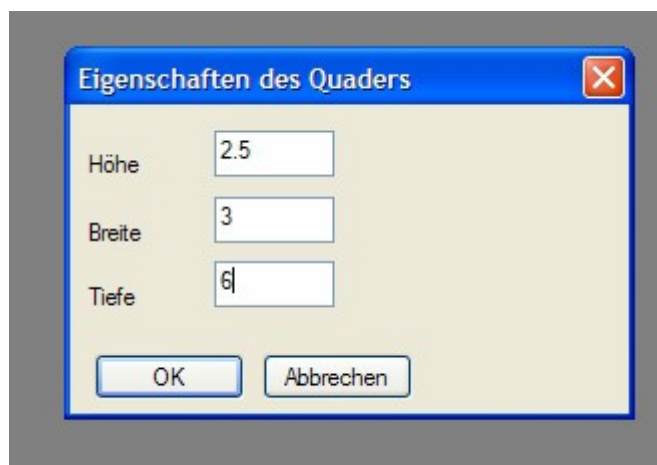 Eigenschaften des Quaders
Höhe 2.5
Breite 3
Tiefe 6
OK Abbrechen